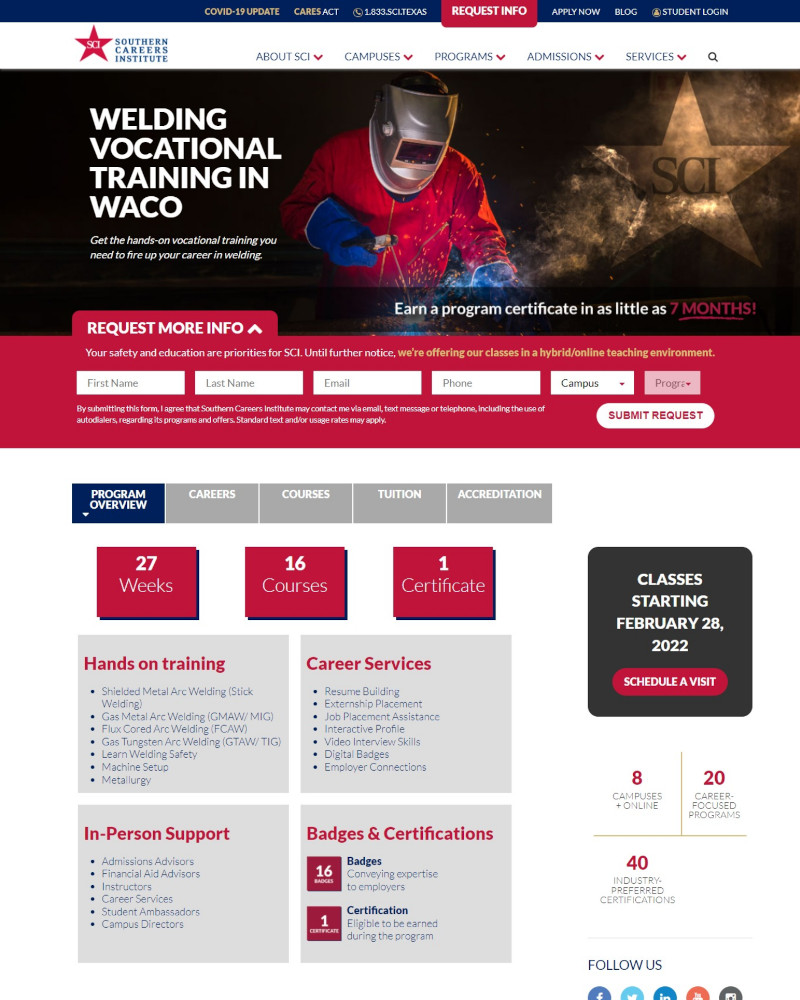 COVID-19 UPDATE CARES ACT 1.833.SCI.TEXAS REQUEST INFO APPLY NOW BLOG STUDENT LOGIN
SCI SOUTHERN
CAREERS
INSTITUTE
ABOUT SCI CAMPUSES PROGRAMS ADMISSIONS SERVICES
WELDING
VOCATIONAL
TRAINING IN
WACO
SCI
Get the hands-on vocational training you
need to fire up your career in welding.
Earn a program certificate in as little as 7 MONTHS!
REQUEST MORE INFO
Your safety and education are priorities for SCI. Until further notice, we're offering our classes in a hybrid/online teaching environment.
First Name Last Name Email Phone Campus Progra
By submitting this form, I agree that Southern Careers Institute may contact me via email, text message or telephone, including the use of
autodialers, regarding its programs and offers. Standard text and/or usage rates may apply.
SUBMIT REQUEST
PROGRAM
OVERVIEW
CAREERS
COURSES
TUITION
ACCREDITATION
27
Weeks
16
Courses
1
Certificate
Hands on training
Shielded Metal Arc Welding (Stick
Welding)
Gas Metal Arc Welding (GMAW/ MIG)
Flux Cored Arc Welding (FCAW)
Gas Tungsten Arc Welding (GTAW/ TIG)
Learn Welding Safety
Machine Setup
Metallurgy
Career Services
Resume Building
Externship Placement
Job Placement Assistance
Interactive Profile
Video Interview Skills
Digital Badges
Employer Connections
In-Person Support
Admissions Advisors
Financial Aid Advisors
Instructors
Career Services
Student Ambassadors
Campus Directors
Badges & Certifications
16
BADGES
Badges
Conveying expertise
to employers
1
CERTIFICATE
Certification
Eligible to be earned
during the program
CLASSES
STARTING
FEBRUARY 28,
2022
SCHEDULE A VISIT
8
CAMPUSES
+ ONLINE
20
CAREER-
FOCUSED
PROGRAMS
40
INDUSTRY-
PREFERRED
CERTIFICATIONS
FOLLOW US